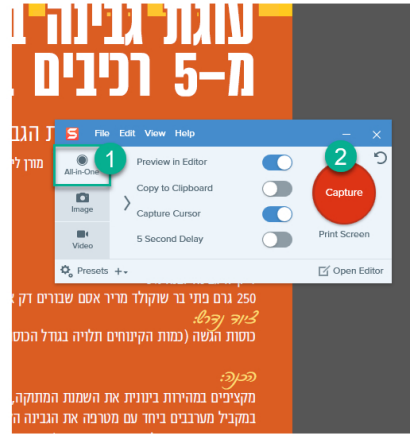 עוגת גבינה
מ–5 רכיבים
File Edit View Help
1
All-in-One
Image
Video
Preview in Editor
Copy to Clipboard
Capture Cursor
5 Second Delay
2
Capture
Print Screen
Presets
Open Editor
250 גרם פתי בר שוקולד מריר אסם שבורים דק
ציוד נדרש:
כוסות הגשה (כמות הקינוחים תלויה בגודל הכוס
הכנה:
מקציפים במהירות בינונית את השמנת המתוקה,
במקביל מערבבים ביחד עם מטרפה את הגבינה